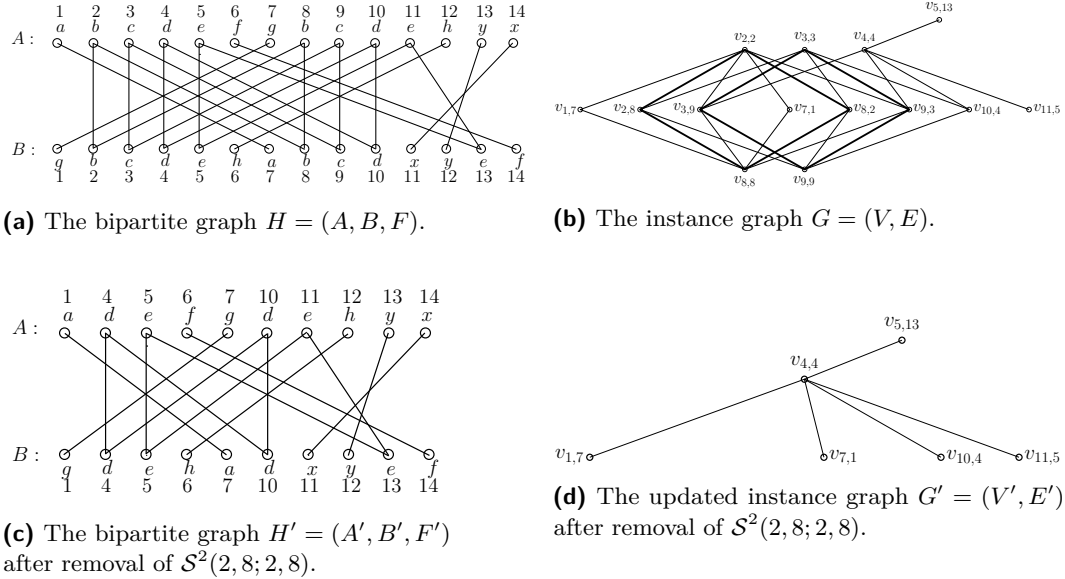 1 2 3 4 5 6 7 8 9 10 11 12 13 14
A : a b c d e f g b c d e h y x
B : g b c d e h a b c d x y e f
1 2 3 4 5 6 7 8 9 10 11 12 13 14
(a) The bipartite graph H = (A, B, F).
v5,13
v2,2 v3,3 v4,4
v1,7 v2,8 v3,9 v7,1 v8,2 v9,3 v10,4 v11,5
v8,8 v9,9
(b) The instance graph G = (V, E).
1 4 5 6 7 10 11 12 13 14
A : a d e f g d e h y x
B : g d e h a d x y e f
1 4 5 6 7 10 11 12 13 14
(c) The bipartite graph H′ = (A′, B′, F′)
after removal of S²(2, 8; 2, 8).
v5,13
v4,4
v1,7 v7,1 v10,4 v11,5
(d) The updated instance graph G′ = (V′, E′)
after removal of S²(2, 8; 2, 8).